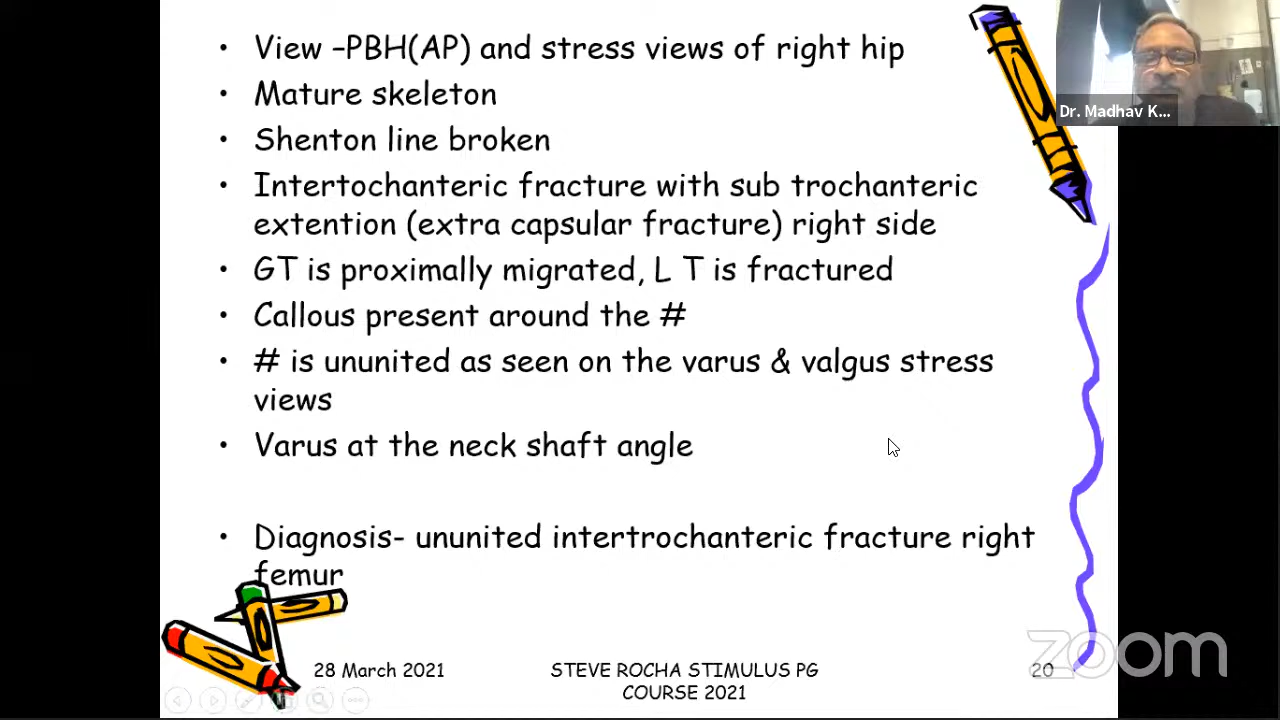 • View –PBH(AP) and stress views of right hip
• Mature skeleton
• Shenton line broken
• Intertochanteric fracture with sub trochanteric
extention (extra capsular fracture) right side
• GT is proximally migrated, L T is fractured
• Callous present around the #
• # is ununited as seen on the varus & valgus stress
views
• Varus at the neck shaft angle
• Diagnosis- ununited intertrochanteric fracture right
femur
28 March 2021
STEVE ROCHA STIMULUS PG
COURSE 2021
20
Dr. Madhav K...
zoom